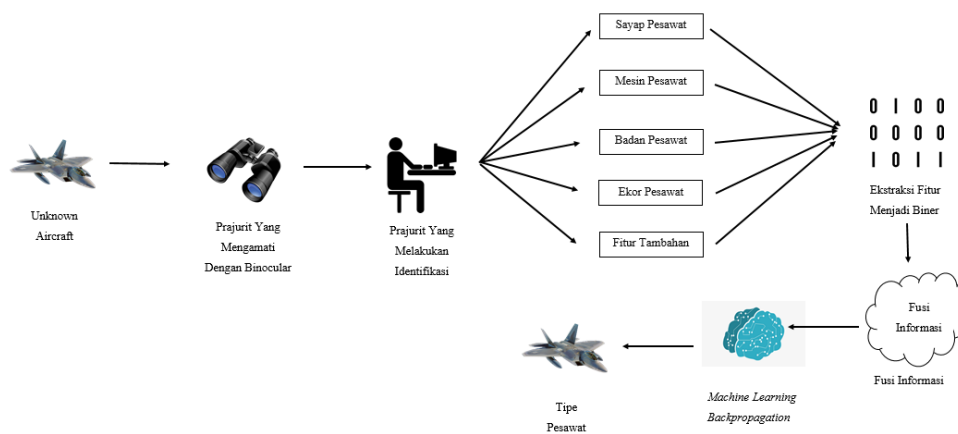 Unknown
Aircraft
Prajurit Yang
Mengamati
Dengan Binocular
Prajurit Yang
Melakukan
Identifikasi
Sayap Pesawat
Mesin Pesawat
Badan Pesawat
Ekor Pesawat
Fitur Tambahan
0 1 0 0
0 0 0 0
1 0 1 1
Ekstraksi Fitur
Menjadi Biner
Fusi
Informasi
Fusi Informasi
Machine Learning
Backpropagation
Tipe
Pesawat